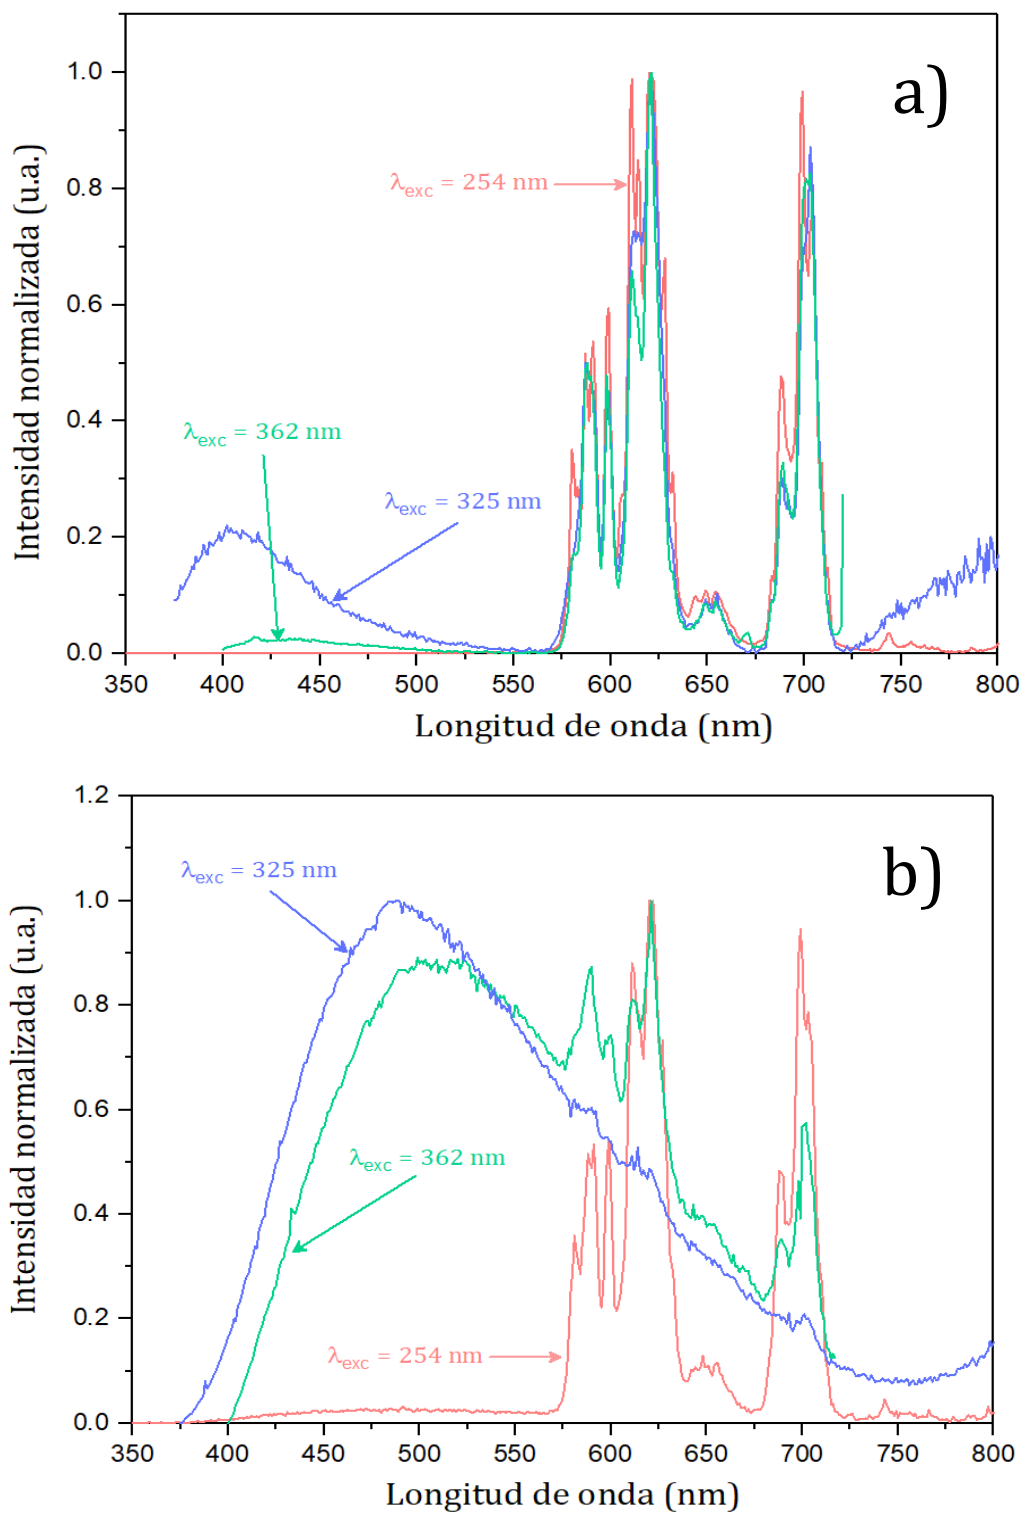 a)
1.0
0.8
0.6
0.4
0.2
0.0
Intensidad normalizada (u.a.)
λexc = 254 nm
λexc = 362 nm
λexc = 325 nm
350 400 450 500 550 600 650 700 750 800
Longitud de onda (nm)
b)
1.2
1.0
0.8
0.6
0.4
0.2
0.0
Intensidad normalizada (u.a.)
λexc = 325 nm
λexc = 362 nm
λexc = 254 nm
350 400 450 500 550 600 650 700 750 800
Longitud de onda (nm)